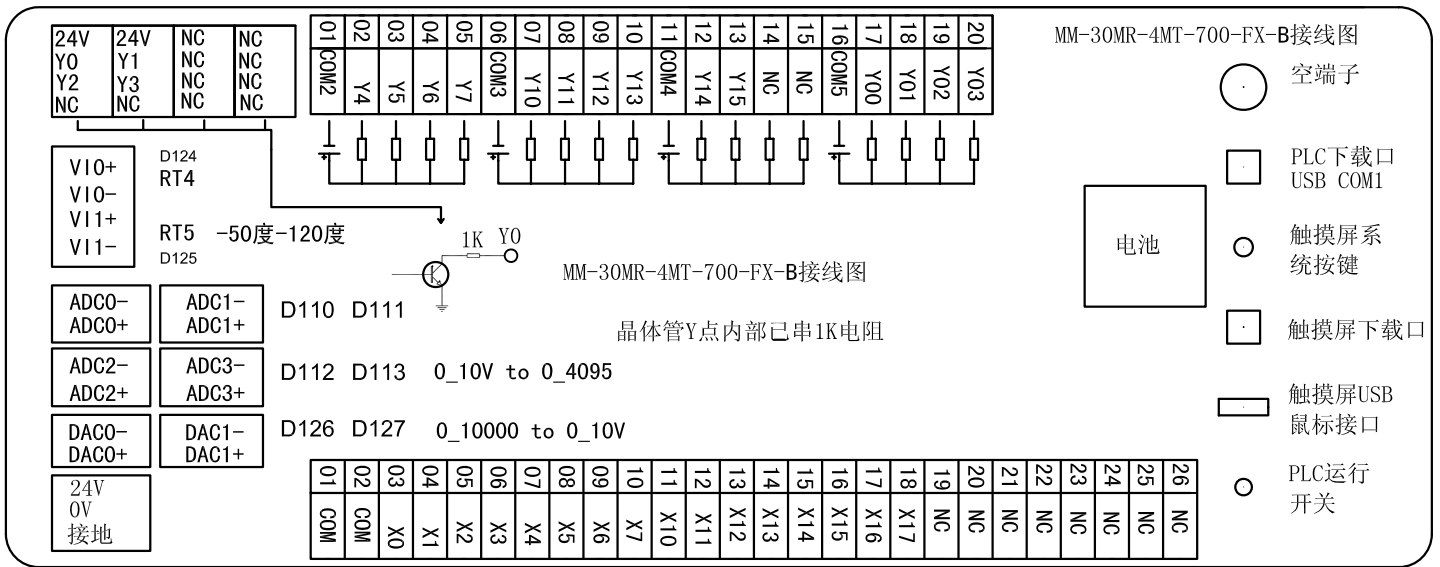 MM-30MR-4MT-700-FX-B接线图
24V 24V NC NC
Y0 Y1 NC NC
Y2 Y3 NC NC
NC NC NC NC
01 02 03 04 05 06 07 08 09 10 11 12 13 14 15 16 17 18 19 20
COM2 Y4 Y5 Y6 Y7 COM3 Y10 Y11 Y12 Y13 COM4 Y14 Y15 NC NC COM5 Y00 Y01 Y02 Y03
空端子
PLC下载口
USB COM1
触摸屏系
统按键
触摸屏下载口
触摸屏USB
鼠标接口
PLC运行
开关
电池
VI0+
VI0-
VI1+
VI1-
D124
RT4
RT5 -50度-120度
D125
1K Y0
MM-30MR-4MT-700-FX-B接线图
晶体管Y点内部已串1K电阻
ADC0- ADC1-
ADC0+ ADC1+
D110 D111
ADC2- ADC3-
ADC2+ ADC3+
D112 D113 0_10V to 0_4095
DAC0- DAC1-
DAC0+ DAC1+
D126 D127 0_10000 to 0_10V
24V
0V
接地
01 02 03 04 05 06 07 08 09 10 11 12 13 14 15 16 17 18 19 20 21 22 23 24 25 26
COM COM X0 X1 X2 X3 X4 X5 X6 X7 X10 X11 X12 X13 X14 X15 X16 X17 NC NC NC NC NC NC NC NC